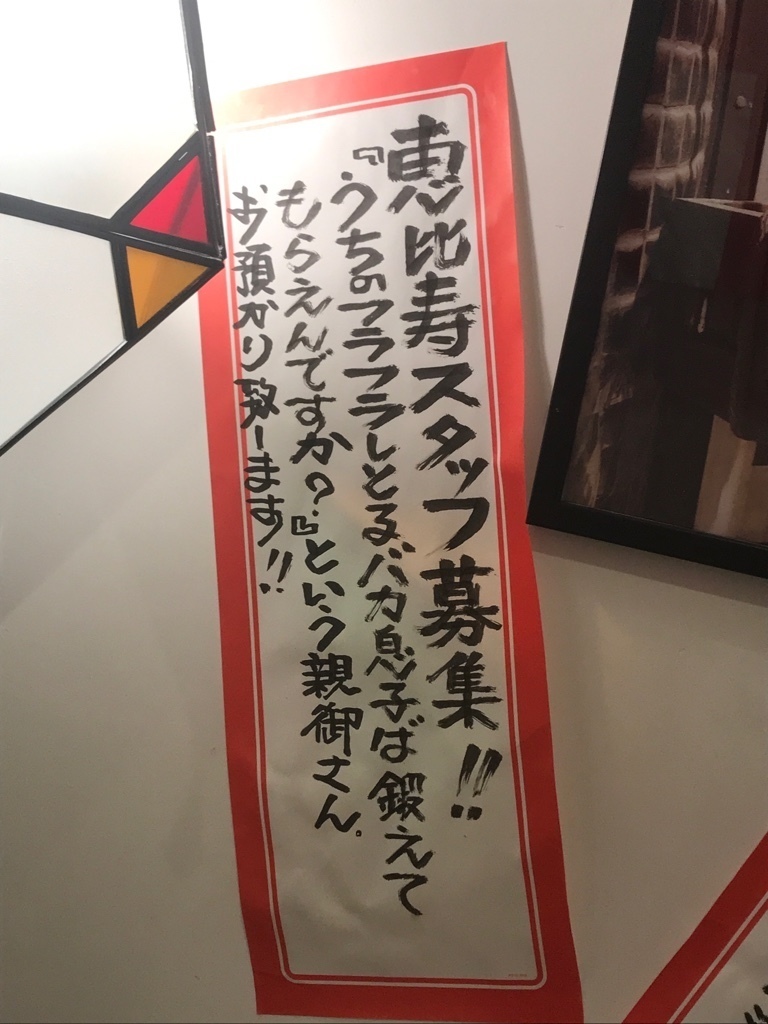 恵比寿スタッフ募集!!
『うちのフラフラしとるバカ息子ば鍛えて
もらえんですか?』という親御さん。
お預かり致します!!